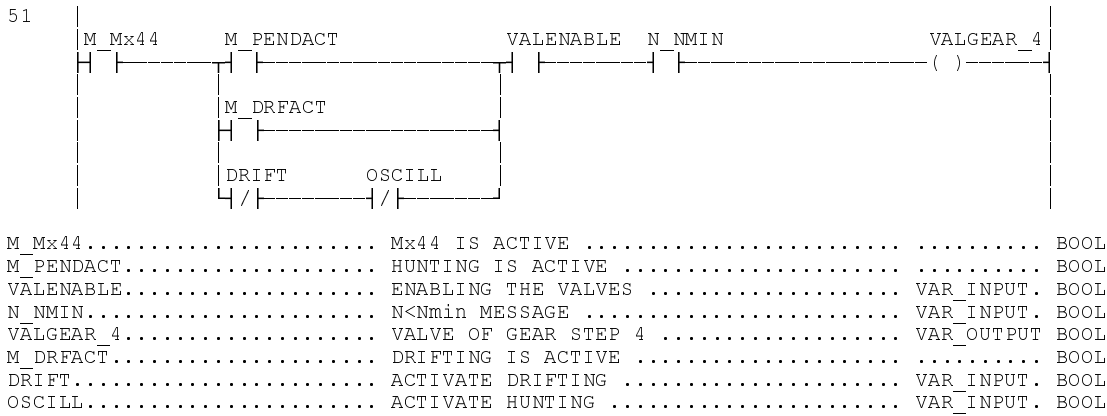 51
M_Mx44 M_PENDACT VALENABLE N_NMIN VALGEAR_4
( )
M_DRFACT
DRIFT OSCILL
/ /
M_Mx44....................... Mx44 IS ACTIVE ......................... .......... BOOL
M_PENDACT.................... HUNTING IS ACTIVE ...................... .......... BOOL
VALENABLE.................... ENABLING THE VALVES .................... VAR_INPUT. BOOL
N_NMIN....................... N<Nmin MESSAGE ......................... VAR_INPUT. BOOL
VALGEAR_4.................... VALVE OF GEAR STEP 4 ................... VAR_OUTPUT BOOL
M_DRFACT..................... DRIFTING IS ACTIVE ..................... .......... BOOL
DRIFT........................ ACTIVATE DRIFTING ...................... VAR_INPUT. BOOL
OSCILL....................... ACTIVATE HUNTING ....................... VAR_INPUT. BOOL